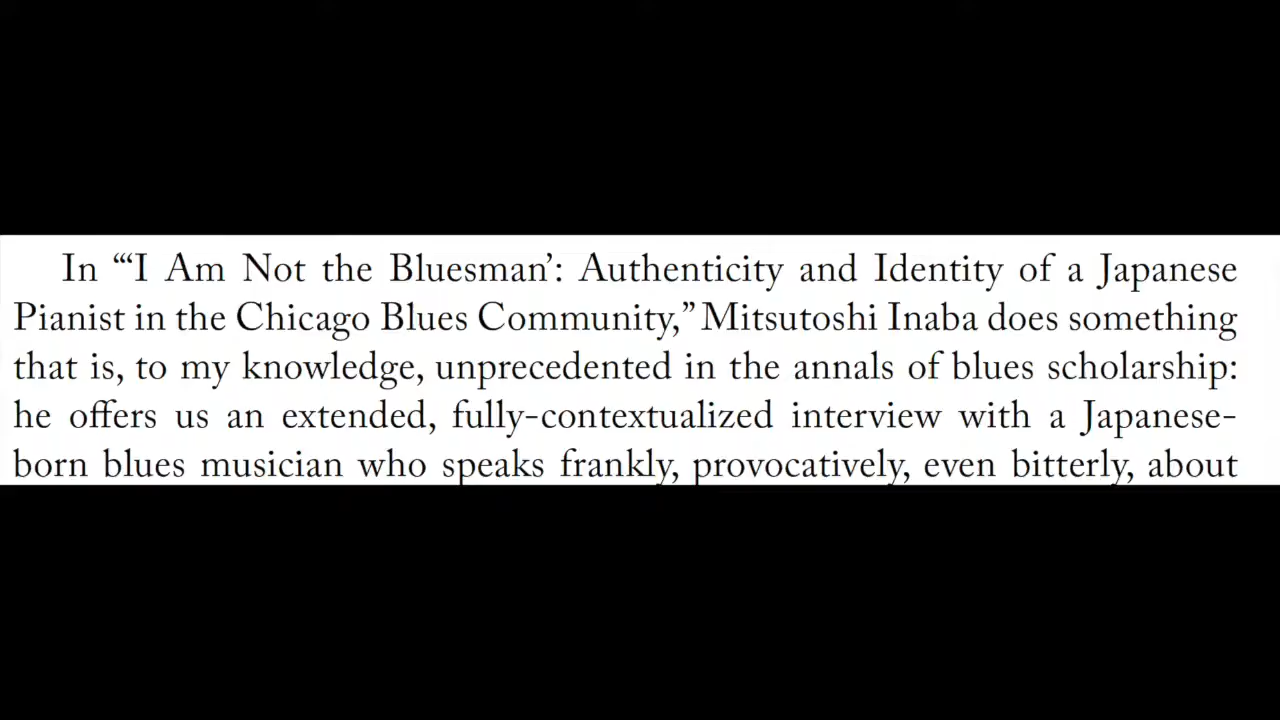 In “‘I Am Not the Bluesman’: Authenticity and Identity of a Japanese
Pianist in the Chicago Blues Community,” Mitsutoshi Inaba does something
that is, to my knowledge, unprecedented in the annals of blues scholarship:
he offers us an extended, fully-contextualized interview with a Japanese-
born blues musician who speaks frankly, provocatively, even bitterly, about